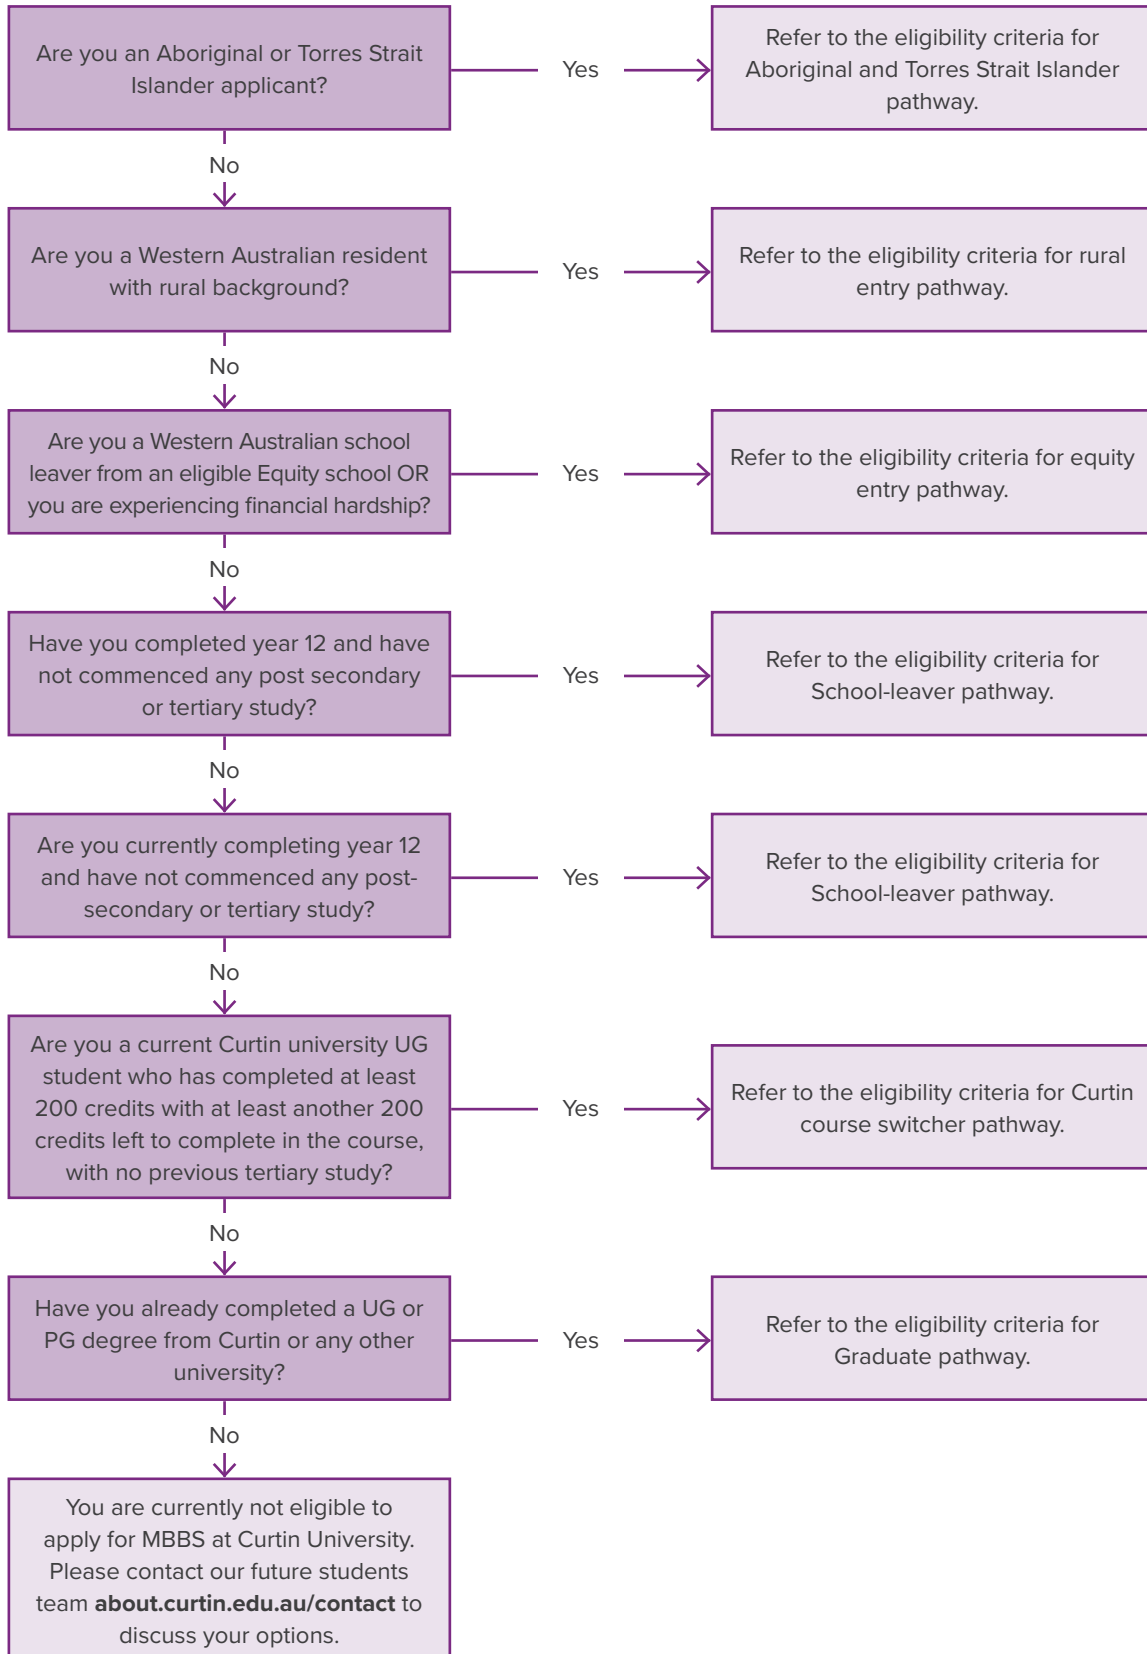 Are you an Aboriginal or Torres Strait
Islander applicant?
Yes
Refer to the eligibility criteria for
Aboriginal and Torres Strait Islander
pathway.
No
Are you a Western Australian resident
with rural background?
Yes
Refer to the eligibility criteria for rural
entry pathway.
No
Are you a Western Australian school
leaver from an eligible Equity school OR
you are experiencing financial hardship?
Yes
Refer to the eligibility criteria for equity
entry pathway.
No
Have you completed year 12 and have
not commenced any post secondary
or tertiary study?
Yes
Refer to the eligibility criteria for
School-leaver pathway.
No
Are you currently completing year 12
and have not commenced any post-
secondary or tertiary study?
Yes
Refer to the eligibility criteria for
School-leaver pathway.
No
Are you a current Curtin university UG
student who has completed at least
200 credits with at least another 200
credits left to complete in the course,
with no previous tertiary study?
Yes
Refer to the eligibility criteria for Curtin
course switcher pathway.
No
Have you already completed a UG or
PG degree from Curtin or any other
university?
Yes
Refer to the eligibility criteria for
Graduate pathway.
No
You are currently not eligible to
apply for MBBS at Curtin University.
Please contact our future students
team about.curtin.edu.au/contact to
discuss your options.